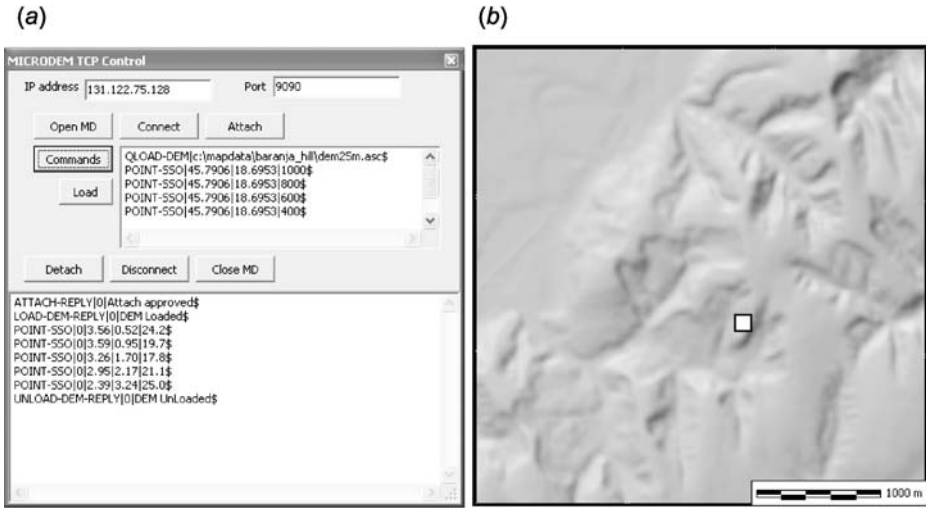 (a)
MICRODEM TCP Control
IP address 131.122.75.128 Port 9090
Open MD Connect Attach
Commands
Load
QLOAD-DEM|c:\mapdata\baranja_hill\dem25m.asc$
POINT-SSO|45.7906|18.6953|1000$
POINT-SSO|45.7906|18.6953|800$
POINT-SSO|45.7906|18.6953|600$
POINT-SSO|45.7906|18.6953|400$
Detach Disconnect Close MD
ATTACH-REPLY|0|Attach approved$
LOAD-DEM-REPLY|0|DEM Loaded$
POINT-SSO|0|3.56|0.52|24.2$
POINT-SSO|0|3.59|0.95|19.7$
POINT-SSO|0|3.26|1.70|17.8$
POINT-SSO|0|2.95|2.17|21.1$
POINT-SSO|0|2.39|3.24|25.0$
UNLOAD-DEM-REPLY|0|DEM UnLoaded$
(b)
1000 m